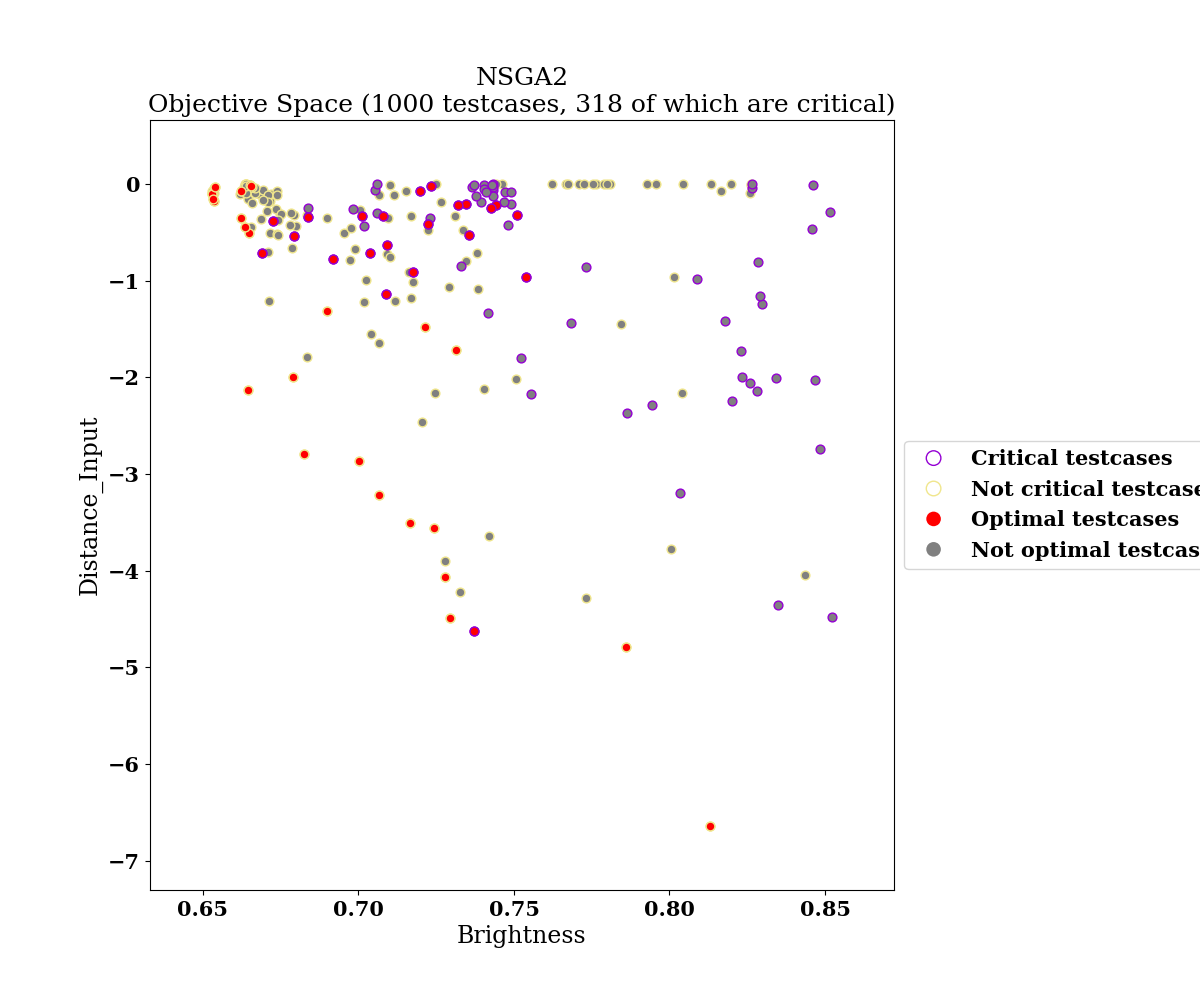 NSGA2
Objective Space (1000 testcases, 318 of which are critical)
0
−1
−2
−3
−4
−5
−6
−7
Distance_Input
0.65 0.70 0.75 0.80 0.85
Brightness
Critical testcases
Not critical testcase
Optimal testcases
Not optimal testcas